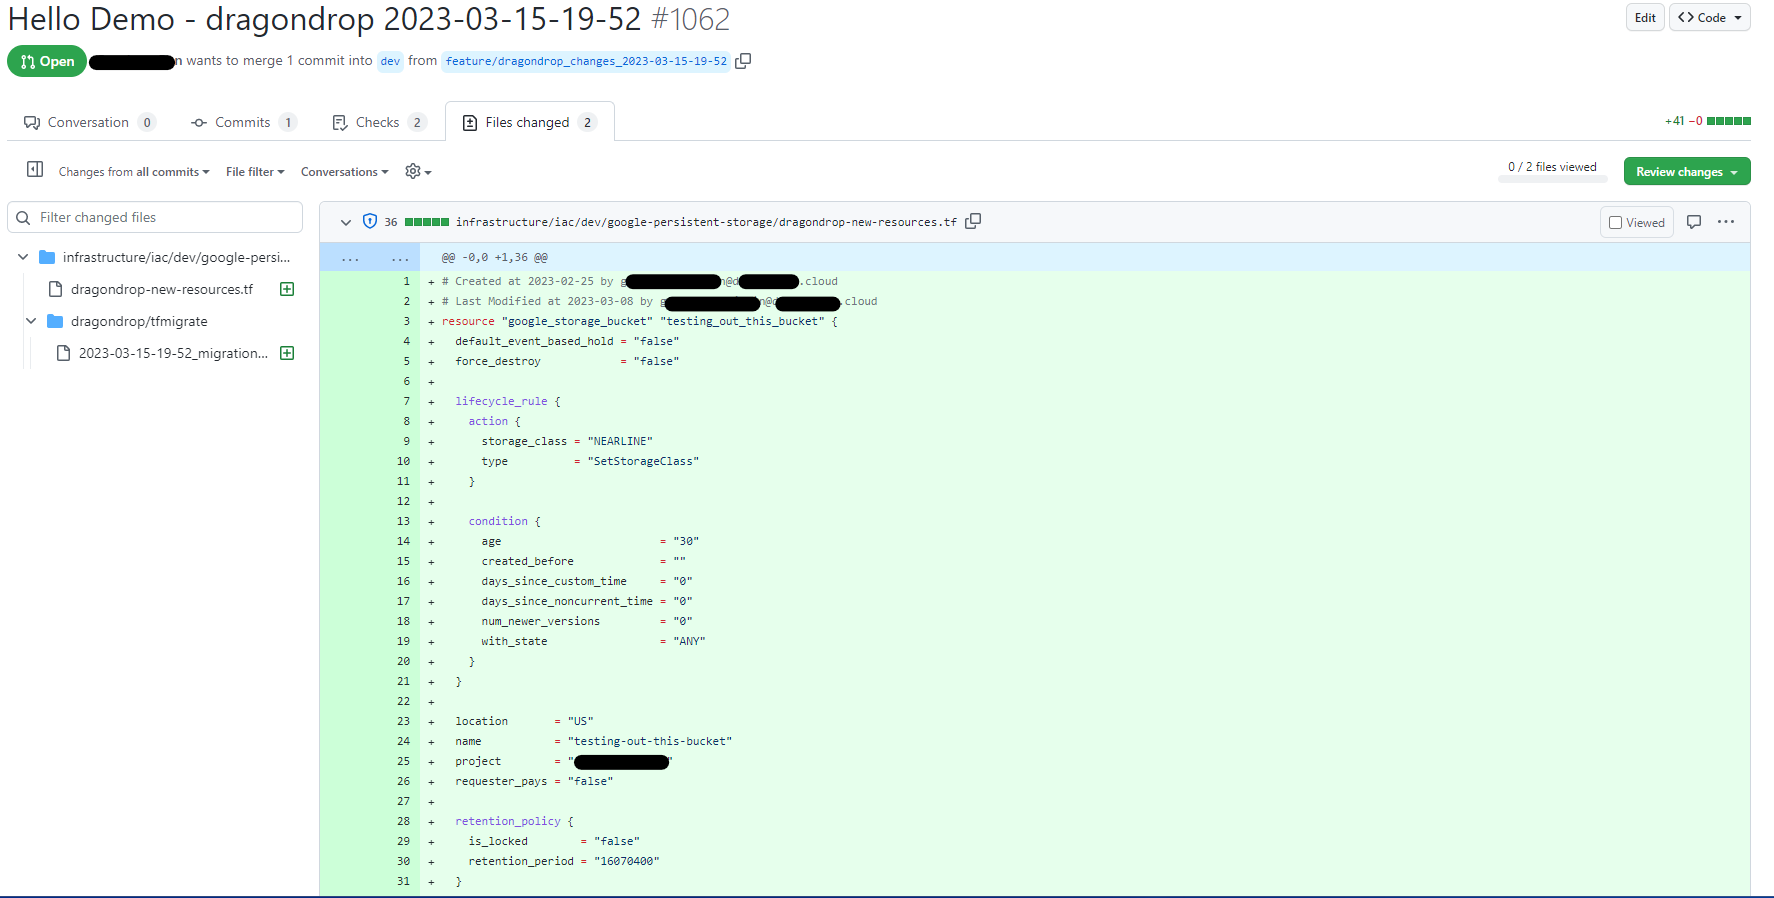 Hello Demo - dragondrop 2023-03-15-19-52 #1062
Edit
Code
Open
n wants to merge 1 commit into dev from feature/dragondrop_changes_2023-03-15-19-52
Conversation 0
Commits 1
Checks 2
Files changed 2
+41 −0
Changes from all commits
File filter
Conversations
0 / 2 files viewed
Review changes
Filter changed files
infrastructure/iac/dev/google-persi...
dragondrop-new-resources.tf
dragondrop/tfmigrate
2023-03-15-19-52_migration...
36 infrastructure/iac/dev/google-persistent-storage/dragondrop-new-resources.tf
Viewed
... ... @@ -0,0 +1,36 @@
1 + # Created at 2023-02-25 by g n@d .cloud
2 + # Last Modified at 2023-03-08 by g n@d .cloud
3 + resource "google_storage_bucket" "testing_out_this_bucket" {
4 + default_event_based_hold = "false"
5 + force_destroy = "false"
6 +
7 + lifecycle_rule {
8 + action {
9 + storage_class = "NEARLINE"
10 + type = "SetStorageClass"
11 + }
12 +
13 + condition {
14 + age = "30"
15 + created_before = ""
16 + days_since_custom_time = "0"
17 + days_since_noncurrent_time = "0"
18 + num_newer_versions = "0"
19 + with_state = "ANY"
20 + }
21 + }
22 +
23 + location = "US"
24 + name = "testing-out-this-bucket"
25 + project = " "
26 + requester_pays = "false"
27 +
28 + retention_policy {
29 + is_locked = "false"
30 + retention_period = "16070400"
31 + }